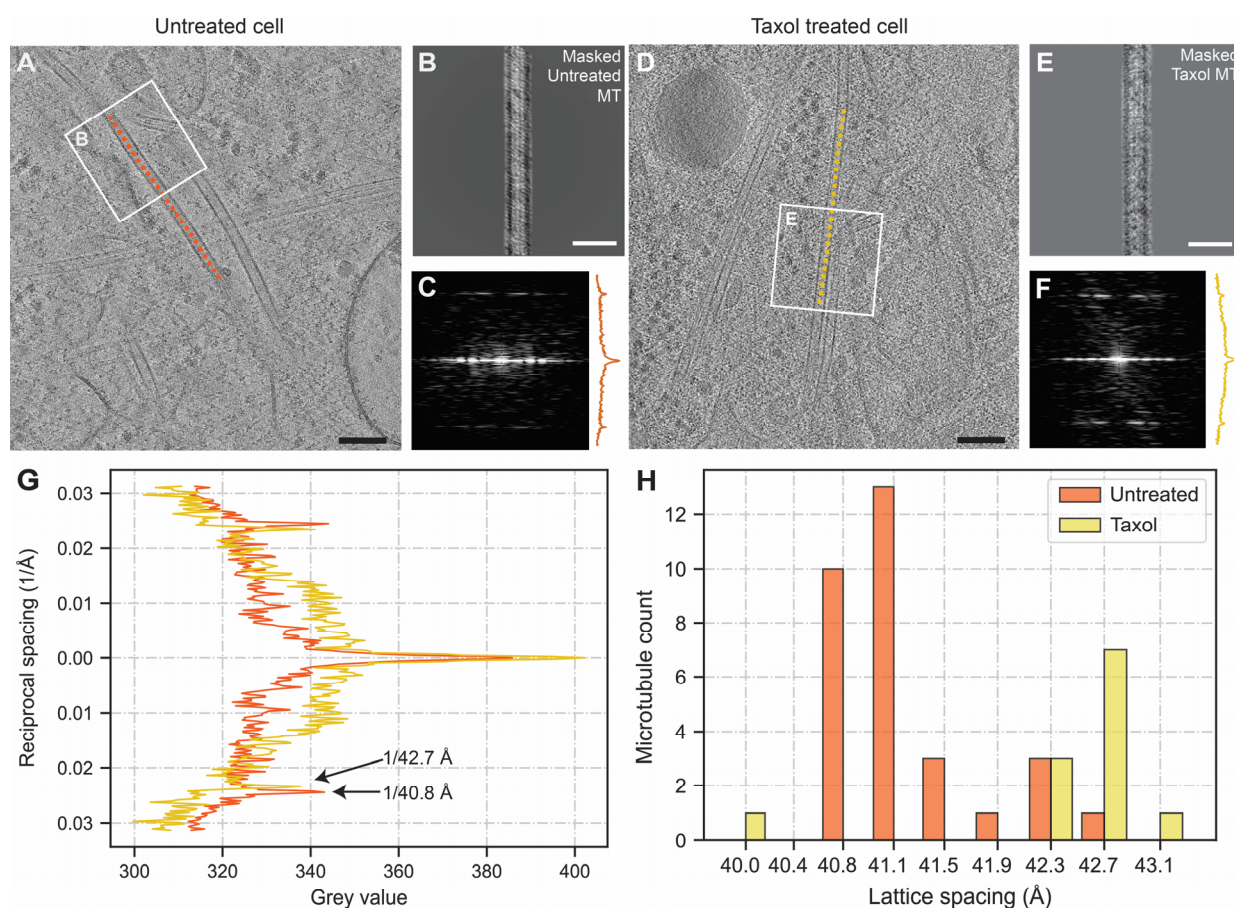 Untreated cell
Taxol treated cell
A
B
B
Masked
Untreated
MT
C
D
E
E
Masked
Taxol MT
F
G
0.03
0.02
0.01
0.00
0.01
0.02
0.03
Reciprocal spacing (1/Å)
1/42.7 Å
1/40.8 Å
300
320
340
360
380
400
Grey value
H
Untreated
Taxol
12
10
8
6
4
2
0
Microtubule count
40.0
40.4
40.8
41.1
41.5
41.9
42.3
42.7
43.1
Lattice spacing (Å)